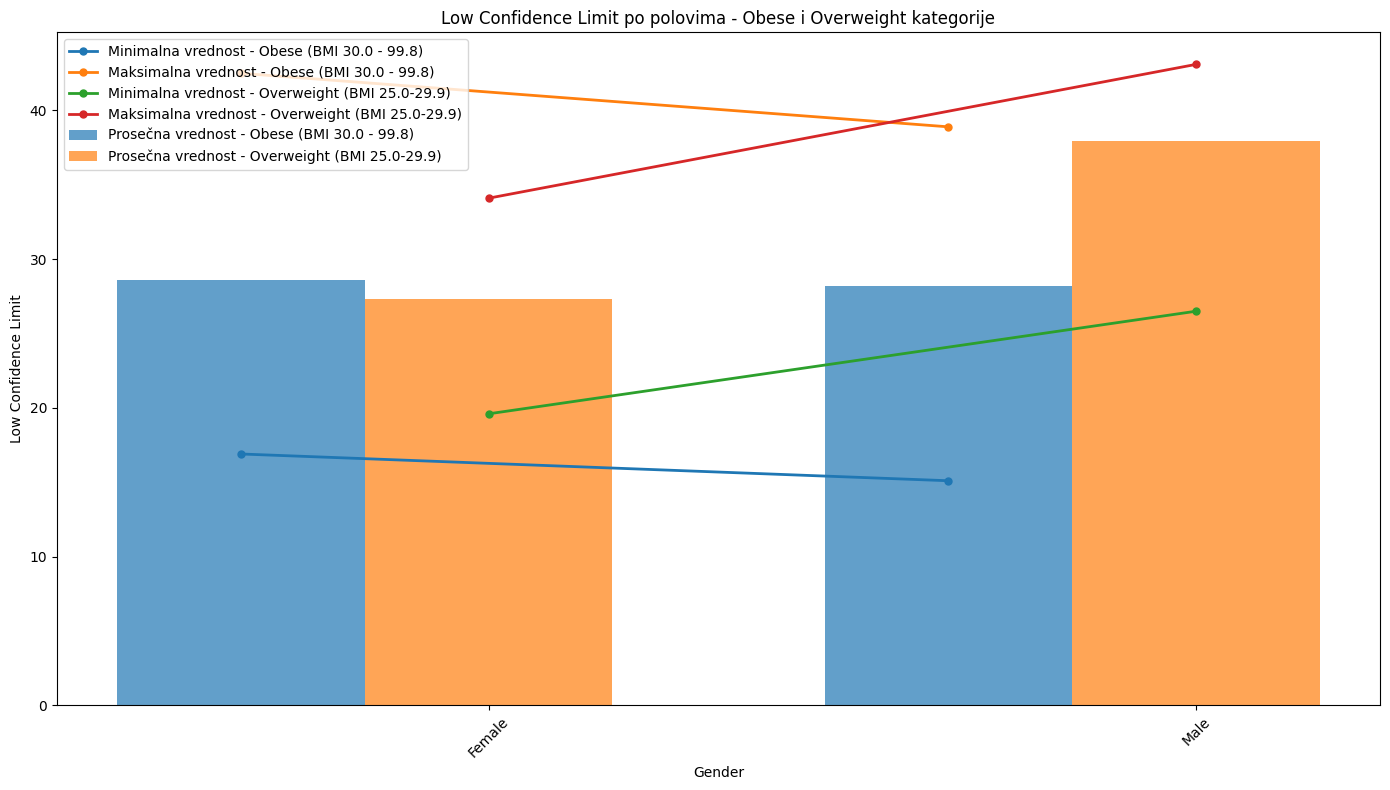 Low Confidence Limit po polovima - Obese i Overweight kategorije
Minimalna vrednost - Obese (BMI 30.0 - 99.8)
Maksimalna vrednost - Obese (BMI 30.0 - 99.8)
Minimalna vrednost - Overweight (BMI 25.0-29.9)
Maksimalna vrednost - Overweight (BMI 25.0-29.9)
Prosečna vrednost - Obese (BMI 30.0 - 99.8)
Prosečna vrednost - Overweight (BMI 25.0-29.9)
40
30
20
10
0
Low Confidence Limit
Female
Male
Gender